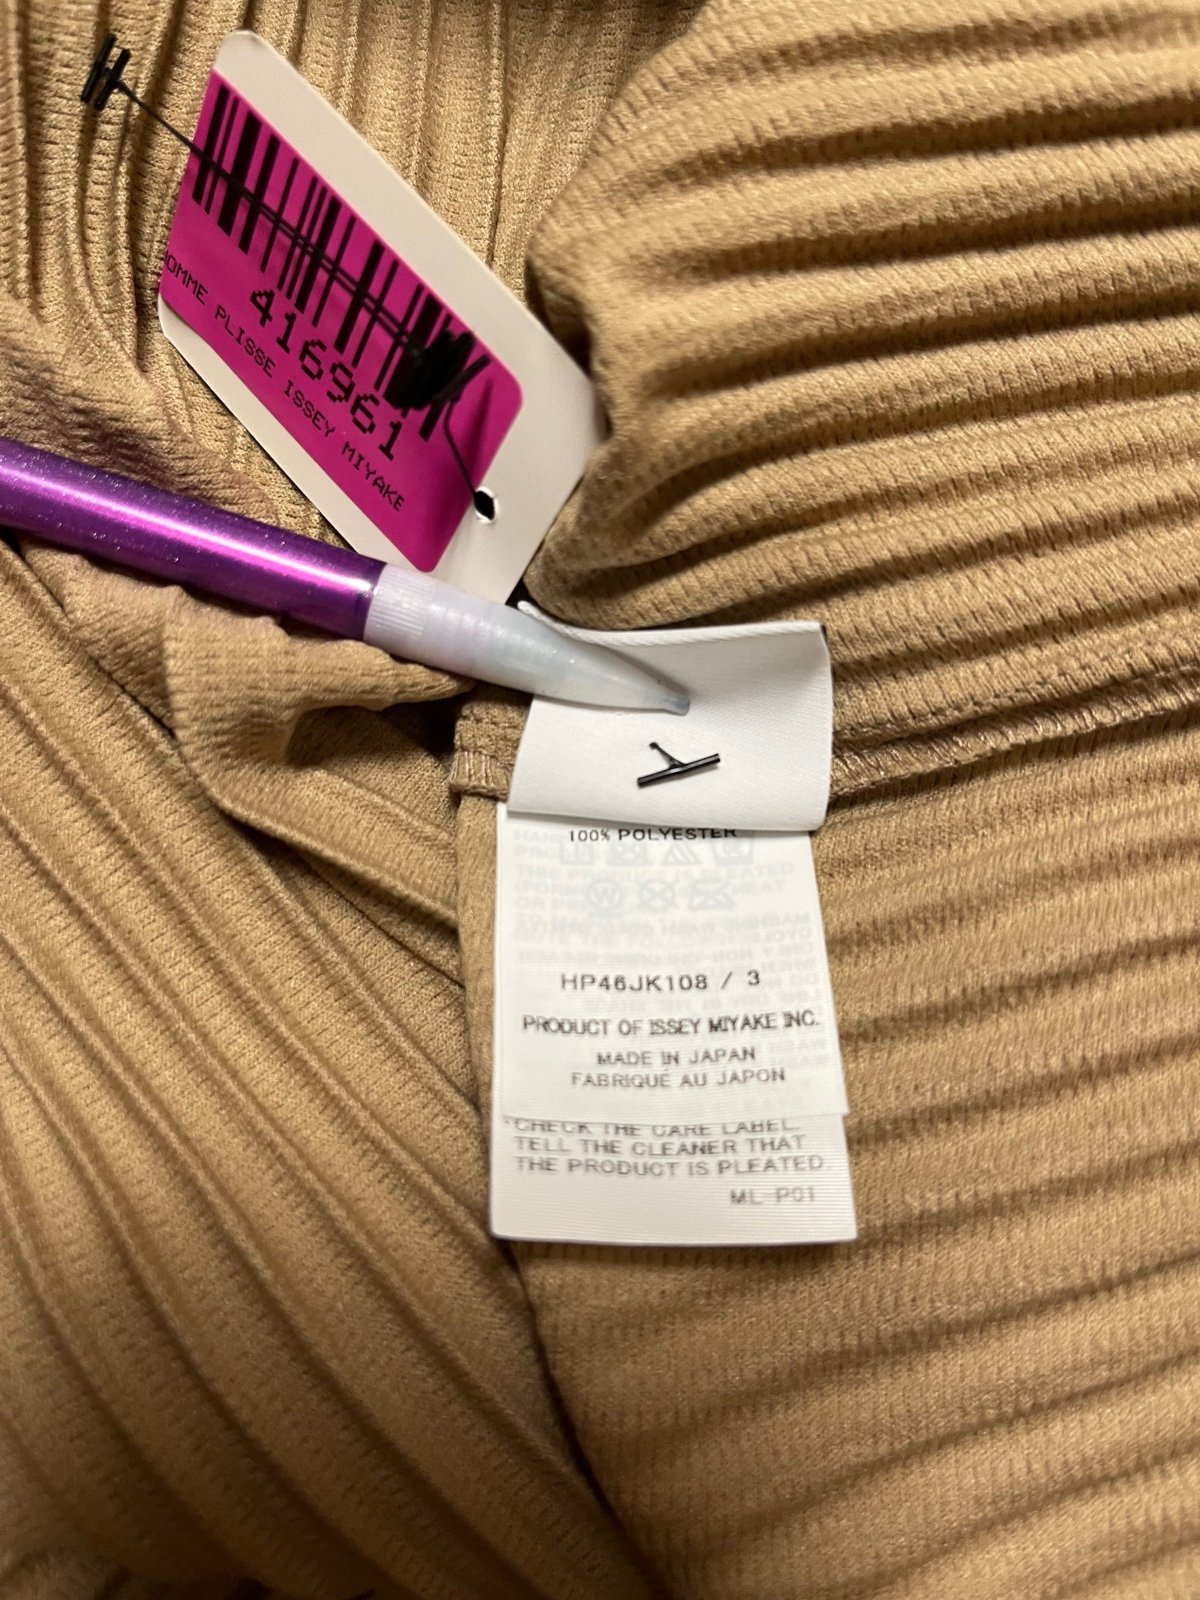 416961
OMME PLISSE ISSEY MIYAKE
100% POLYESTER
HP46JK108 / 3
PRODUCT OF ISSEY MIYAKE INC.
MADE IN JAPAN
FABRIQUÉ AU JAPON
*CHECK THE CARE LABEL.
TELL THE CLEANER THAT
THE PRODUCT IS PLEATED.
ML-P01